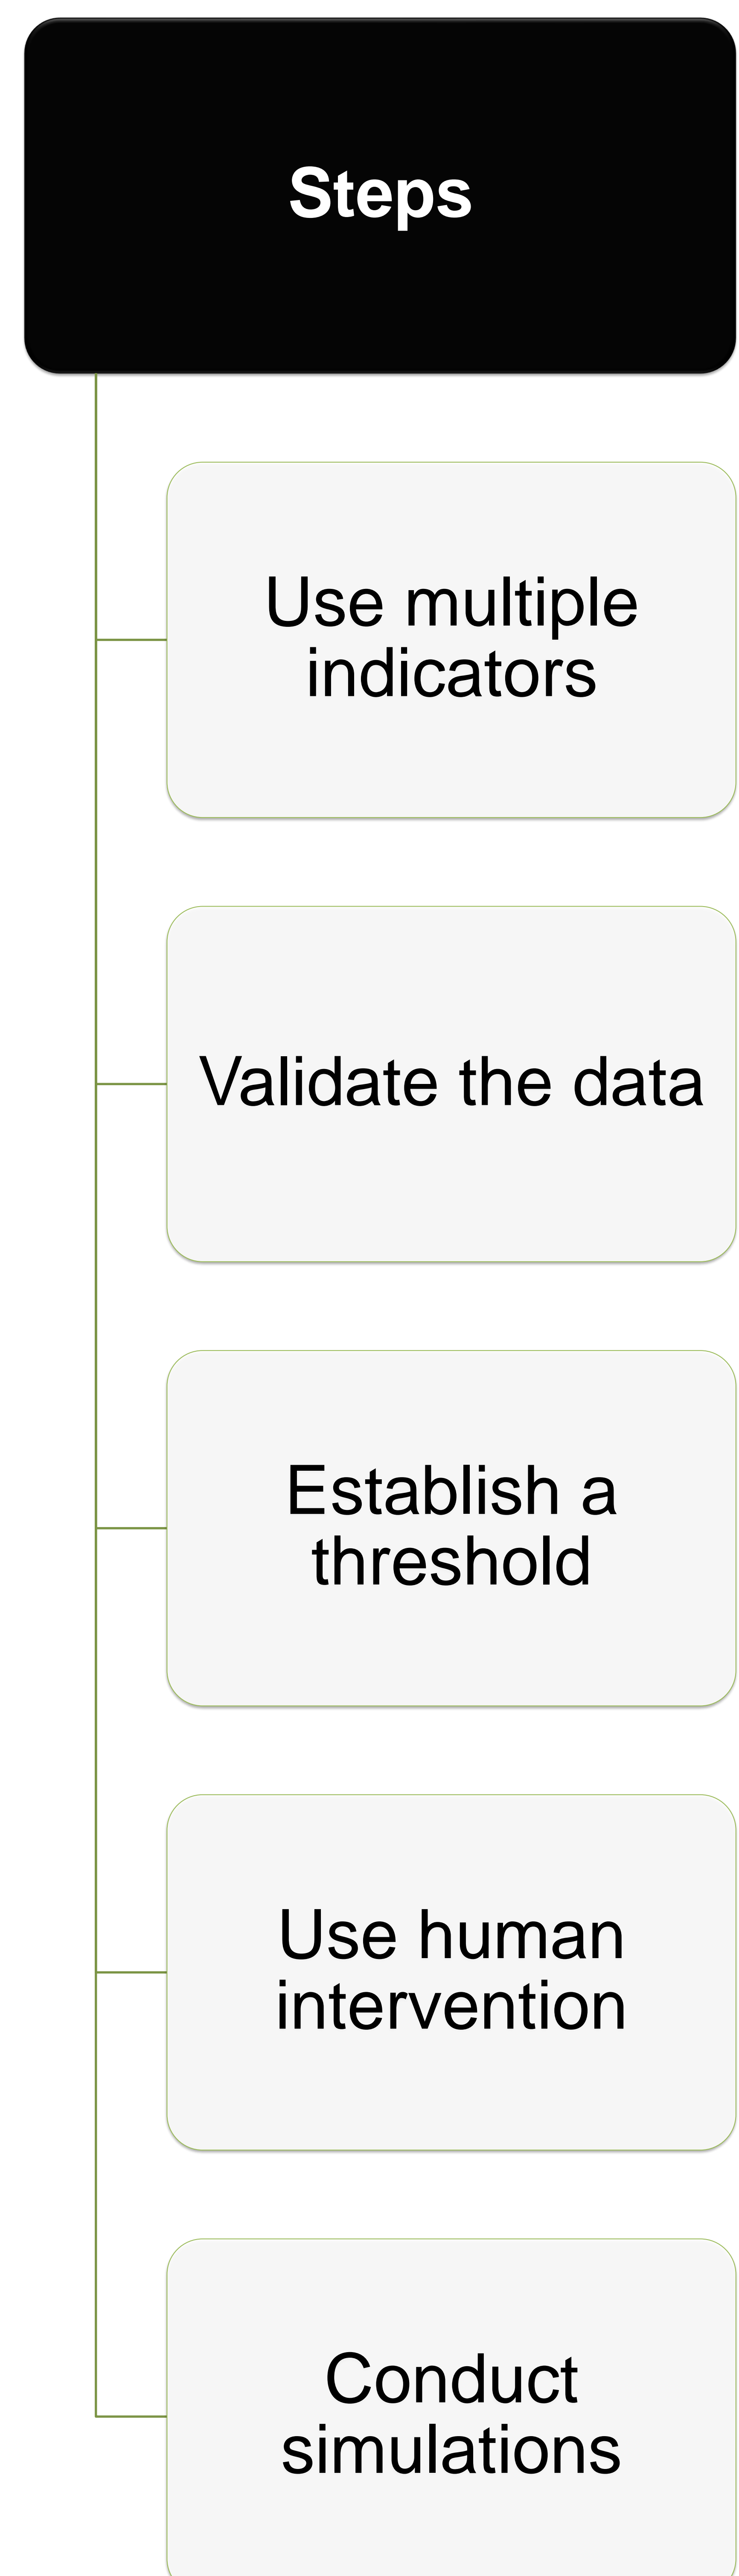 Steps
Use multiple
indicators
Validate the data
Establish a
threshold
Use human
intervention
Conduct
simulations